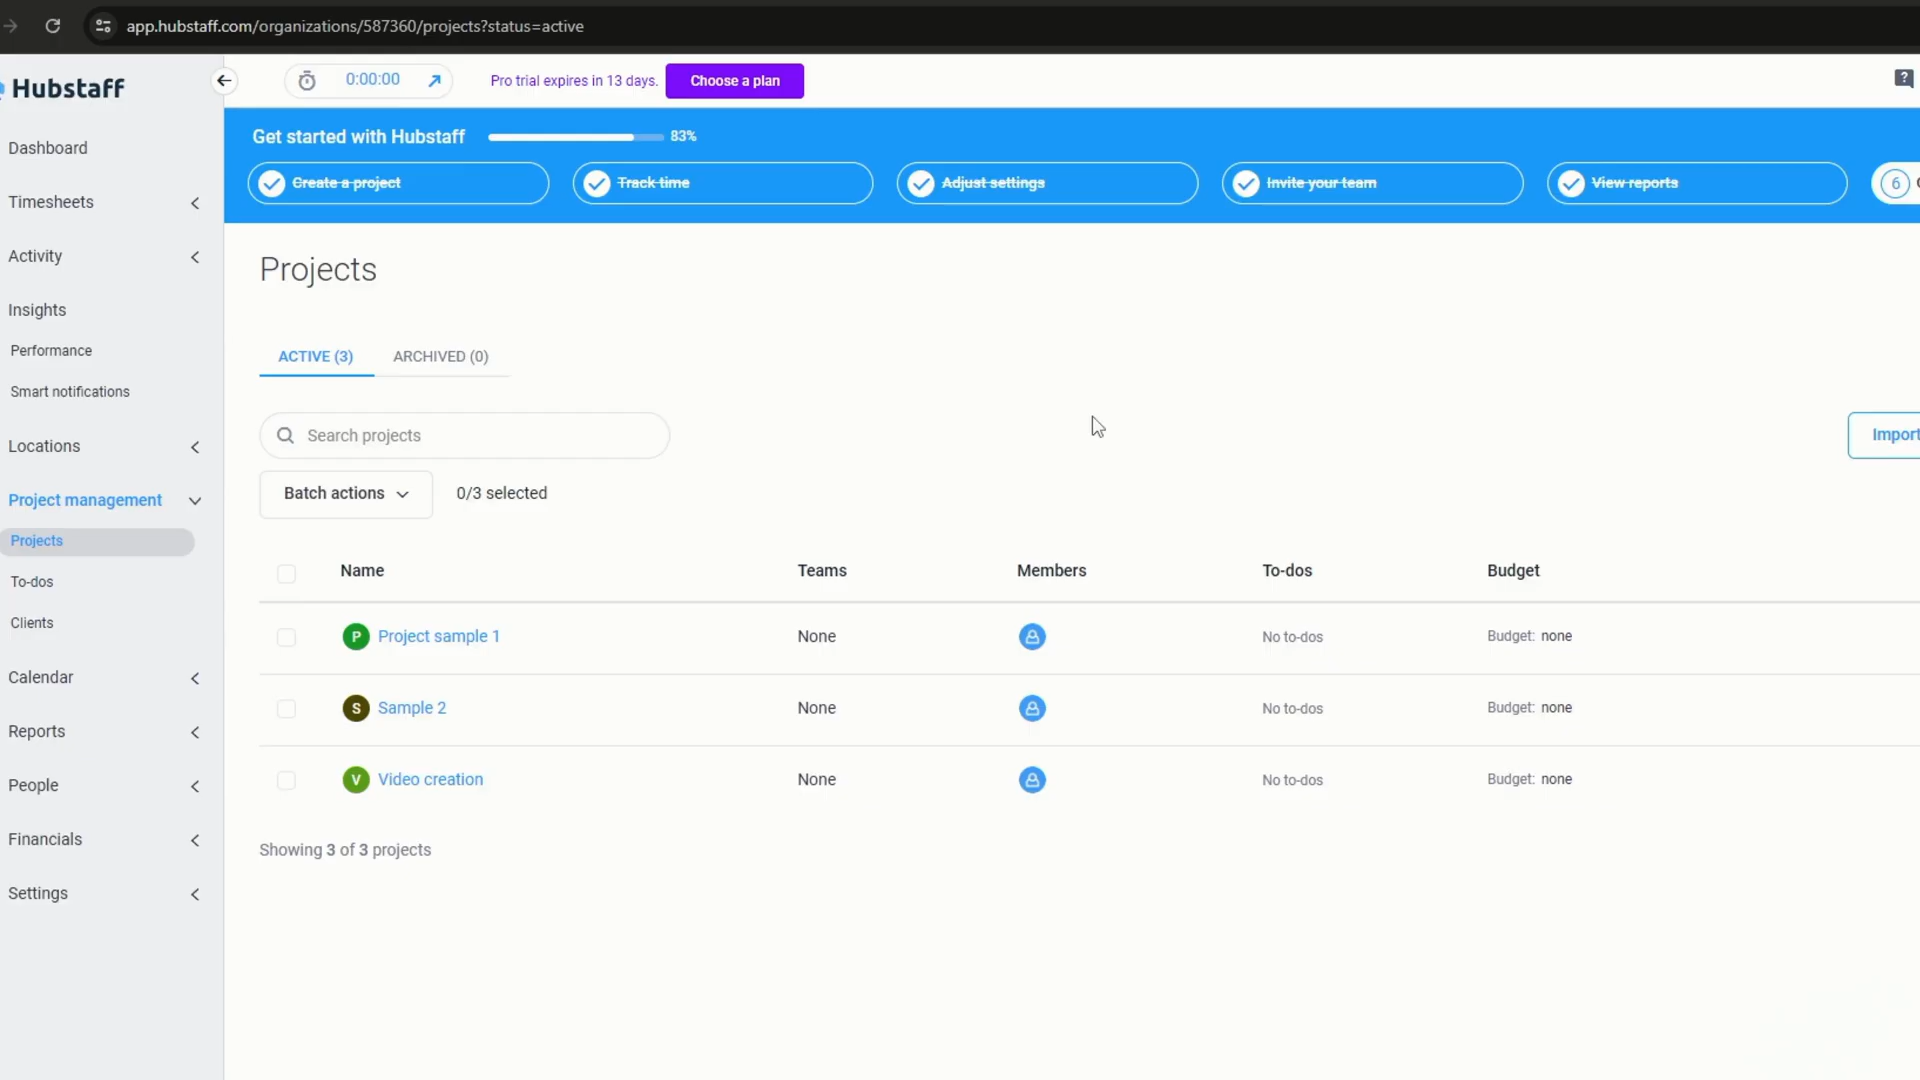 app.hubstaff.com/organizations/587360/projects?status=active
Hubstaff
0:00:00
Pro trial expires in 13 days.
Choose a plan
?
Get started with Hubstaff
83%
Create a project
Track time
Adjust settings
Invite your team
View reports
6
Dashboard
Timesheets
Activity
Insights
Performance
Smart notifications
Locations
Project management
Projects
To-dos
Clients
Calendar
Reports
People
Financials
Settings
Projects
ACTIVE (3)
ARCHIVED (0)
Search projects
Import
Batch actions
0/3 selected
Name Teams Members To-dos Budget
P Project sample 1 None No to-dos Budget: none
S Sample 2 None No to-dos Budget: none
V Video creation None No to-dos Budget: none
Showing 3 of 3 projects